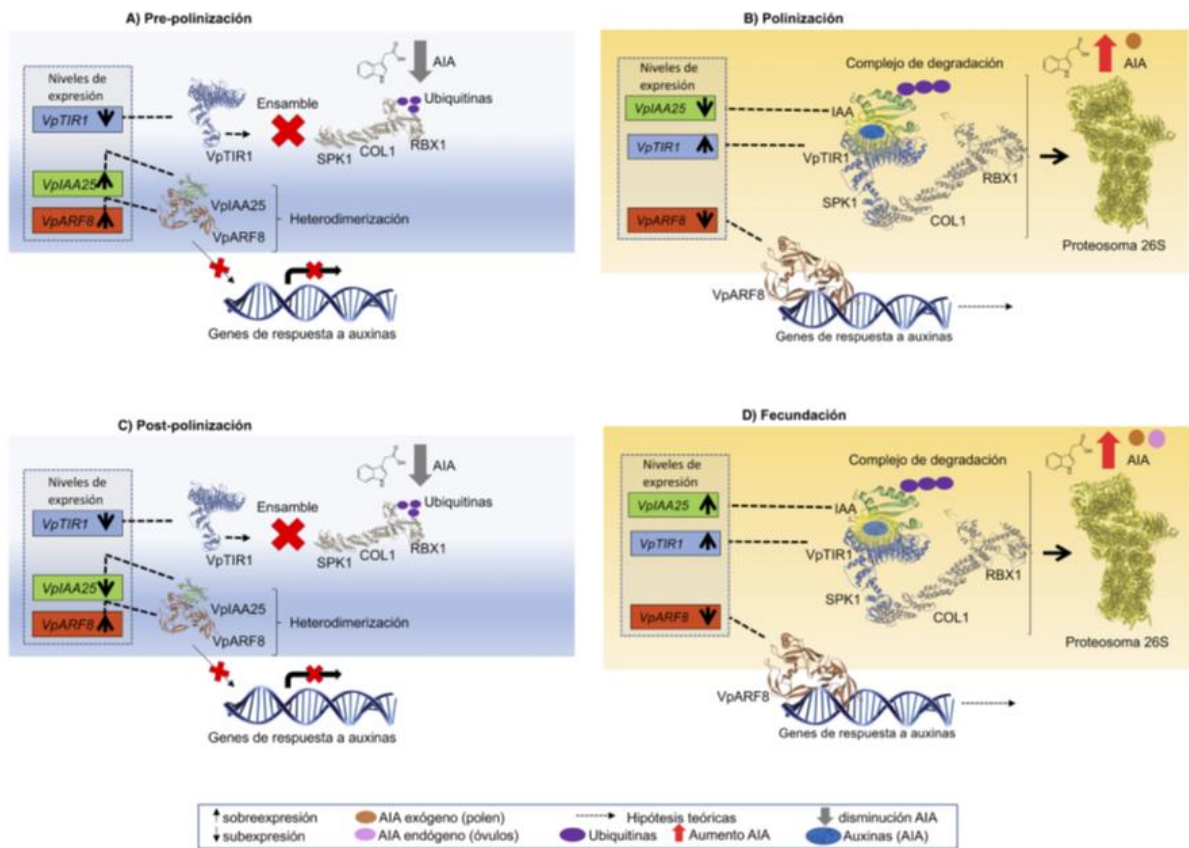 A) Pre-polinización
Niveles de
expresión
VpTIR1
VpIAA25
VpARF8
VpTIR1
Ensamble
AIA
Ubiquitinas
SPK1
COL1
RBX1
VpIAA25
VpARF8
Heterodimerización
Genes de respuesta a auxinas
B) Polinización
Niveles de
expresión
VpIAA25
VpTIR1
VpARF8
Complejo de degradación
AIA
IAA
VpTIR1
SPK1
COL1
RBX1
Proteosoma 26S
VpARF8
Genes de respuesta a auxinas
C) Post-polinización
Niveles de
expresión
VpTIR1
VpIAA25
VpARF8
VpTIR1
Ensamble
AIA
Ubiquitinas
SPK1
COL1
RBX1
VpIAA25
VpARF8
Heterodimerización
Genes de respuesta a auxinas
D) Fecundación
Niveles de
expresión
VpIAA25
VpTIR1
VpARF8
Complejo de degradación
AIA
IAA
VpTIR1
SPK1
COL1
RBX1
Proteosoma 26S
VpARF8
Genes de respuesta a auxinas
sobreexpresión
AIA exógeno (polen)
Hipótesis teóricas
disminución AIA
subexpresión
AIA endógeno (óvulos)
Ubiquitinas
Aumento AIA
Auxinas (AIA)